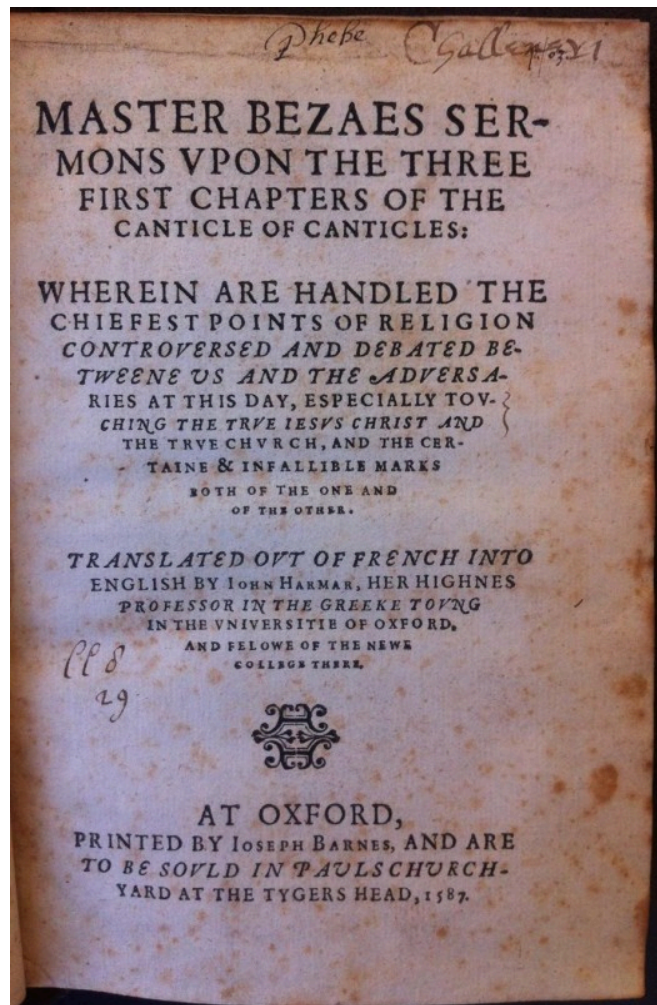 Phebe
MASTER BEZAES SER-
MONS VPON THE THREE
FIRST CHAPTERS OF THE
CANTICLE OF CANTICLES:
WHEREIN ARE HANDLED THE
CHIEFEST POINTS OF RELIGION
CONTROVERSED AND DEBATED BE-
TWEENE VS AND THE ADVERSA-
RIES AT THIS DAY, ESPECIALLY TOV-
CHING THE TRVE IESVS CHRIST AND
THE TRVE CHVRCH, AND THE CER-
TAINE & INFALLIBLE MARKS
BOTH OF THE ONE AND
OF THE OTHER.
TRANSLATED OVT OF FRENCH INTO
ENGLISH BY IOHN HARMAR, HER HIGHNES
PROFESSOR IN THE GREEKE TOVNG
IN THE VNIVERSITIE OF OXFORD,
AND FELOWE OF THE NEWE
COLLEGE THERE.
29
AT OXFORD,
PRINTED BY IOSEPH BARNES, AND ARE
TO BE SOVLD IN PAVLS CHVRCH-
YARD AT THE TYGERS HEAD, 1587.